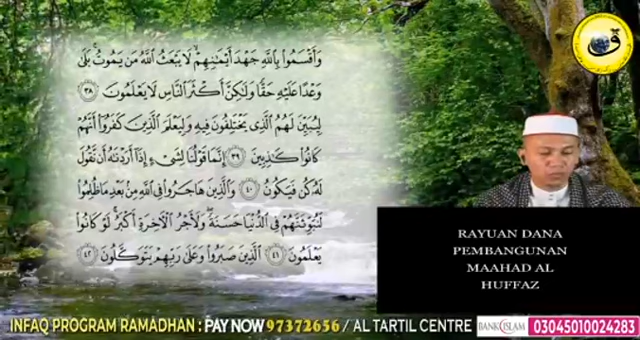 وَأَقْسَمُوا۟ بِٱللَّهِ جَهْدَ أَيْمَـٰنِهِمْ ۙ لَا يَبْعَثُ ٱللَّهُ مَن يَمُوتُ ۚ بَلَىٰ
وَعْدًا عَلَيْهِ حَقًّا وَلَـٰكِنَّ أَكْثَرَ ٱلنَّاسِ لَا يَعْلَمُونَ ٣٨
لِيُبَيِّنَ لَهُمُ ٱلَّذِى يَخْتَلِفُونَ فِيهِ وَلِيَعْلَمَ ٱلَّذِينَ كَفَرُوٓا۟ أَنَّهُمْ
كَانُوا۟ كَـٰذِبِينَ ٣٩ إِنَّمَا قَوْلُنَا لِشَىْءٍ إِذَآ أَرَدْنَـٰهُ أَن نَّقُولَ
لَهُۥ كُن فَيَكُونُ ٤٠ وَٱلَّذِينَ هَاجَرُوا۟ فِى ٱللَّهِ مِنۢ بَعْدِ مَا ظُلِمُوا۟
لَنُبَوِّئَنَّهُمْ فِى ٱلدُّنْيَا حَسَنَةً ۖ وَلَأَجْرُ ٱلْـَٔاخِرَةِ أَكْبَرُ ۚ لَوْ كَانُوا۟
يَعْلَمُونَ ٤١ ٱلَّذِينَ صَبَرُوا۟ وَعَلَىٰ رَبِّهِمْ يَتَوَكَّلُونَ ٤٢
RAYUAN DANA
PEMBANGUNAN
MAAHAD AL
HUFFAZ
INFAQ PROGRAM RAMADHAN : PAY NOW 97372656 / AL TARTIL CENTRE BANK ISLAM 03045010024283